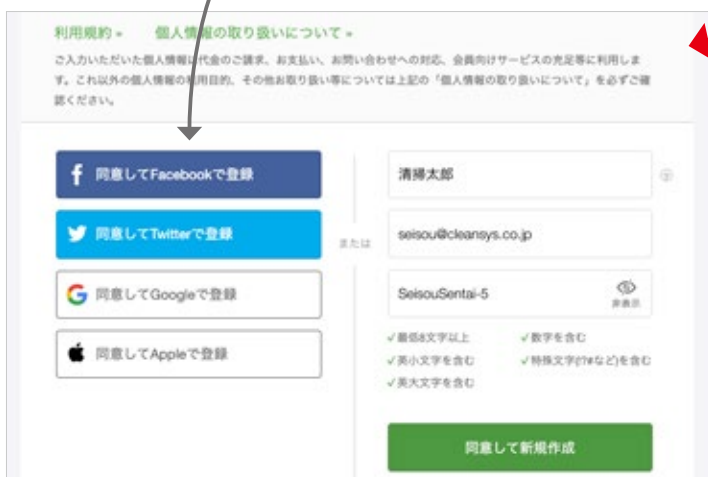 利用規約 »　個人情報の取り扱いについて »
ご入力いただいた個人情報は代金のご請求、お支払い、お問い合わせへの対応、会員向けサービスの充足等に利用しま
す。これ以外の個人情報の利用目的、その他お取り扱い等については上記の「個人情報の取り扱いについて」を必ずご確
認ください。
同意してFacebookで登録
同意してTwitterで登録
同意してGoogleで登録
同意してAppleで登録
または
清掃太郎
seisou@cleansys.co.jp
SeisouSentai-5
非表示
✓最低8文字以上　✓数字を含む
✓英小文字を含む　✓特殊文字(!?#など)を含む
✓英大文字を含む
同意して新規作成